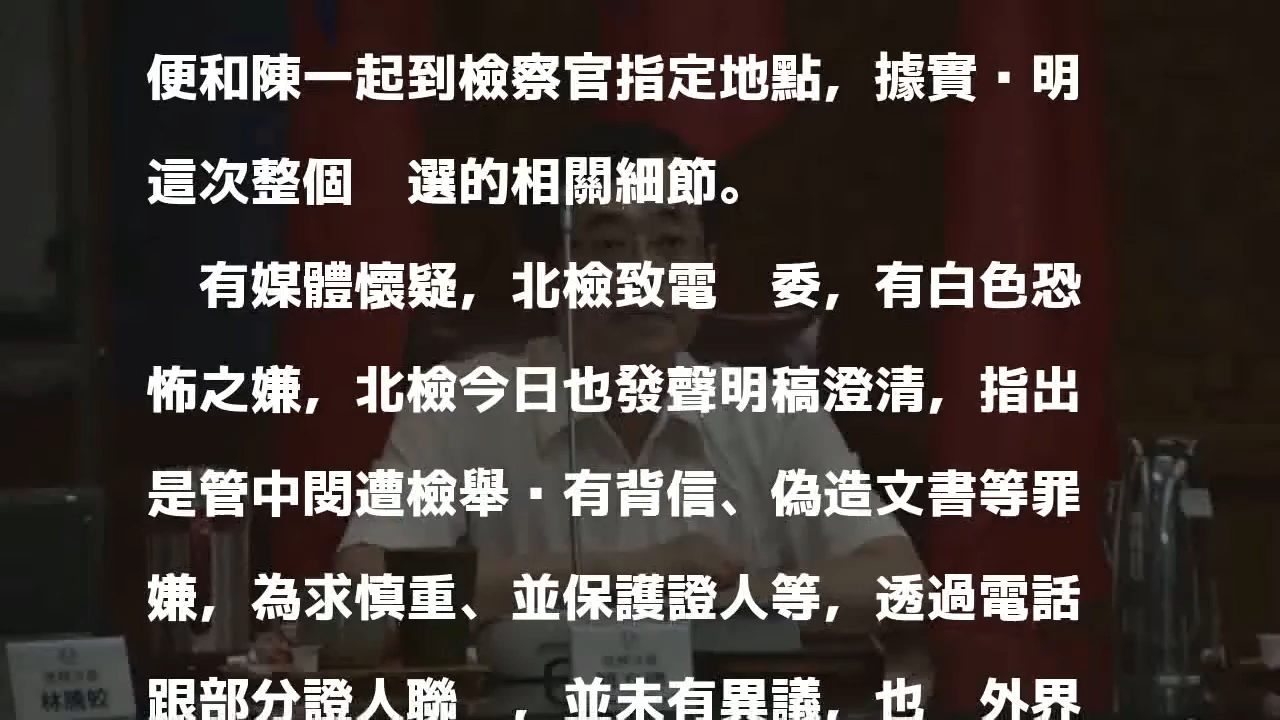 便和陳一起到檢察官指定地點，據實▪明
這次整個　選的相關細節。
　有媒體懷疑，北檢致電　委，有白色恐
怖之嫌，北檢今日也發聲明稿澄清，指出
是管中閔遭檢舉▪有背信、偽造文書等罪
嫌，為求慎重、並保護證人等，透過電話
跟部分證人聯　，並未有異議，也　外界
林騰蛟